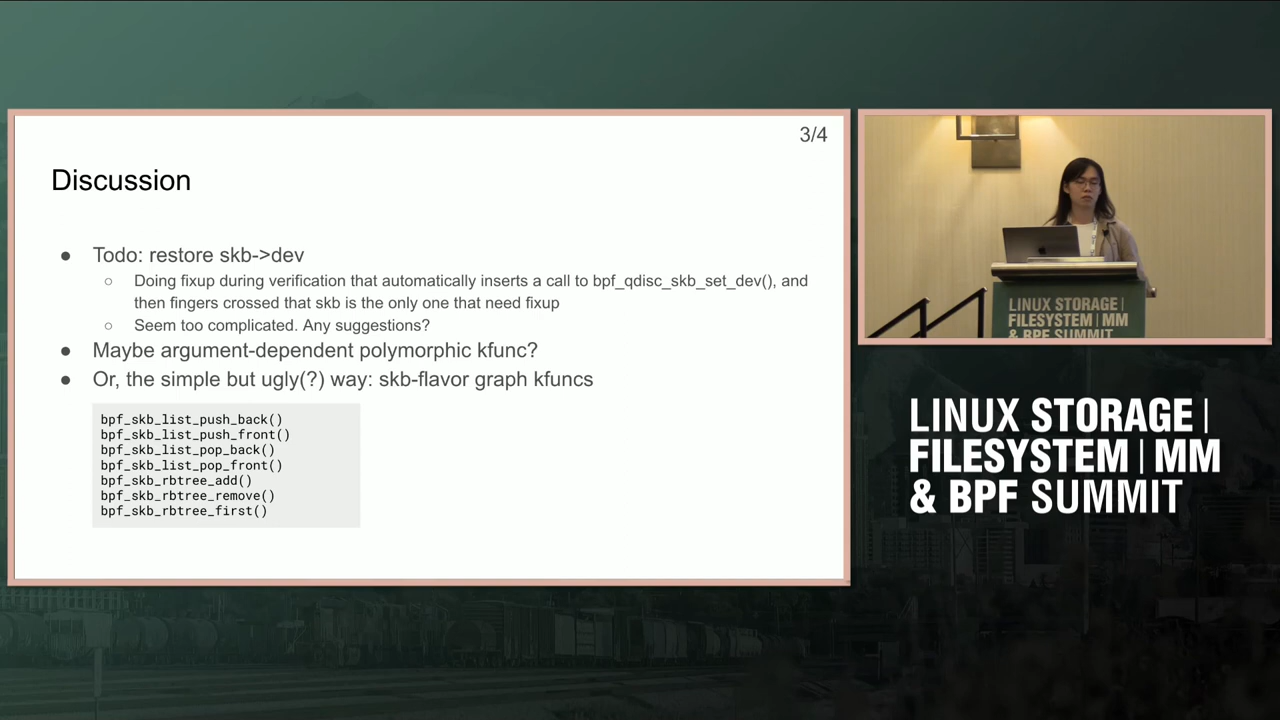 3/4
Discussion
● Todo: restore skb->dev
○ Doing fixup during verification that automatically inserts a call to bpf_qdisc_skb_set_dev(), and
then fingers crossed that skb is the only one that need fixup
○ Seem too complicated. Any suggestions?
● Maybe argument-dependent polymorphic kfunc?
● Or, the simple but ugly(?) way: skb-flavor graph kfuncs
bpf_skb_list_push_back()
bpf_skb_list_push_front()
bpf_skb_list_pop_back()
bpf_skb_list_pop_front()
bpf_skb_rbtree_add()
bpf_skb_rbtree_remove()
bpf_skb_rbtree_first()
LINUX STORAGE |
FILESYSTEM | MM
& BPF SUMMIT
LINUX STORAGE |
FILESYSTEM | MM
& BPF SUMMIT